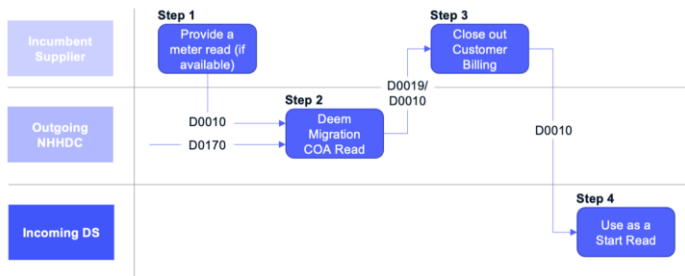 Step 1
Step 3
Incumbent
Supplier
Provide a
meter read (if
available)
Close out
Customer
Billing
D0019/
D0010
Step 2
Outgoing
NHHDC
D0010
D0170
Deem
Migration
COA Read
D0010
Step 4
Incoming DS
Use as a
Start Read